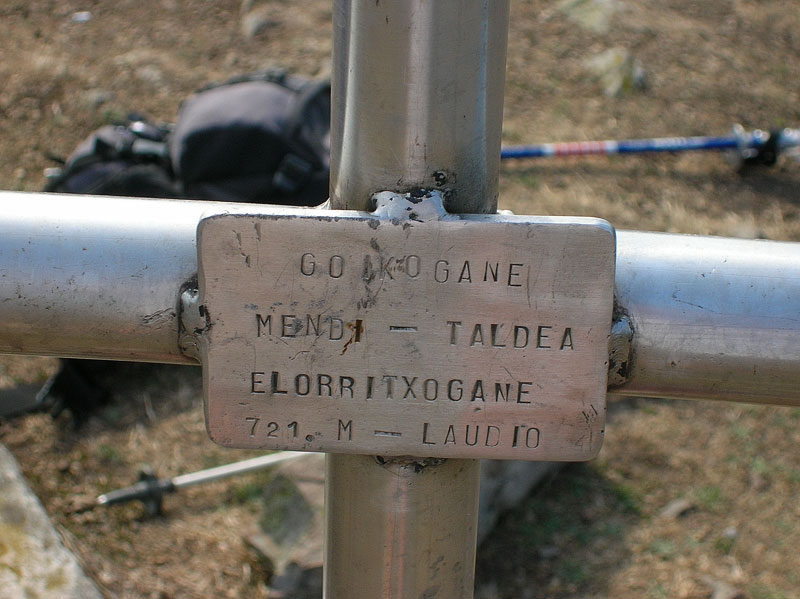 GOIKOGANE
MENDI - TALDEA
ELORRITXOGANE
721. M - LAUDIO